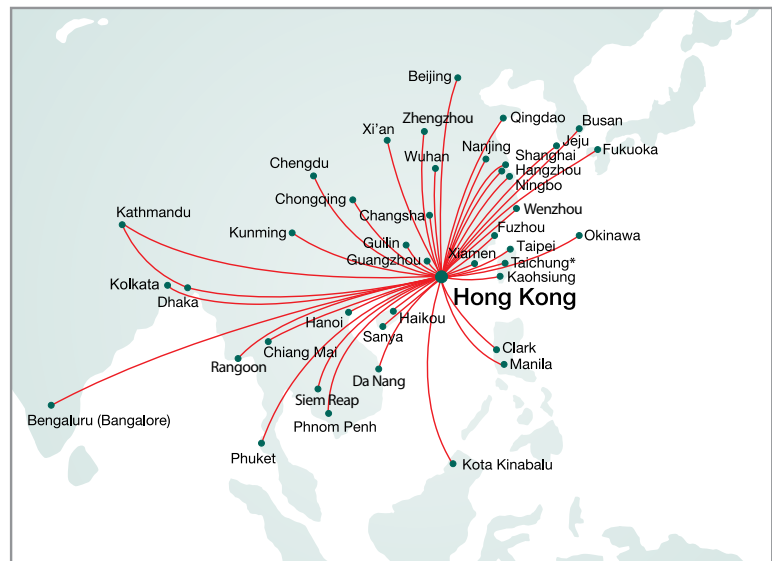 Beijing
Zhengzhou
Qingdao
Busan
Xi'an
Jeju
Nanjing
Shanghai
Fukuoka
Wuhan
Hangzhou
Chengdu
Ningbo
Chongqing
Kathmandu
Changsha
Wenzhou
Kunming
Fuzhou
Okinawa
Guilin
Xiamen
Taipei
Guangzhou
Taichung*
Kolkata
Kaohsiung
Dhaka
Hong Kong
Hanoi
Haikou
Sanya
Chiang Mai
Clark
Rangoon
Manila
Da Nang
Siem Reap
Bengaluru (Bangalore)
Phnom Penh
Phuket
Kota Kinabalu